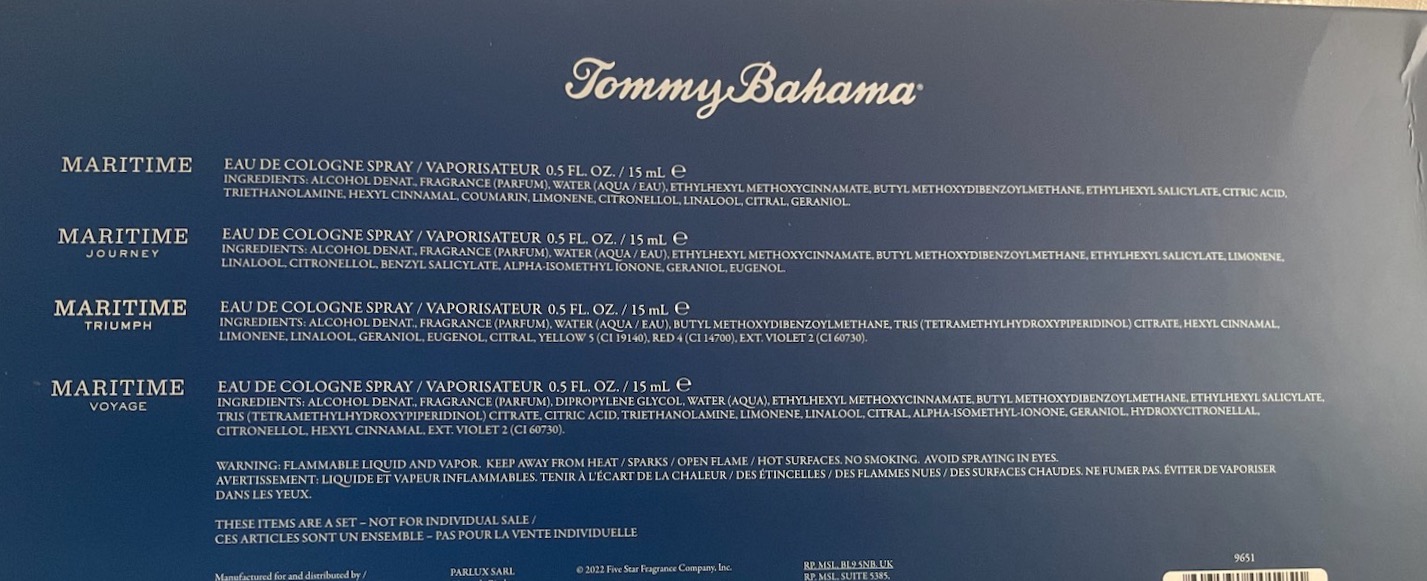 Tommy Bahama
MARITIME
EAU DE COLOGNE SPRAY / VAPORISATEUR 0.5 FL. OZ. / 15 mL ℮
INGREDIENTS: ALCOHOL DENAT., FRAGRANCE (PARFUM), WATER (AQUA / EAU), ETHYLHEXYL METHOXYCINNAMATE, BUTYL METHOXYDIBENZOYLMETHANE, ETHYLHEXYL SALICYLATE, CITRIC ACID,
TRIETHANOLAMINE, HEXYL CINNAMAL, COUMARIN, LIMONENE, CITRONELLOL, LINALOOL, CITRAL, GERANIOL.
MARITIME
JOURNEY
EAU DE COLOGNE SPRAY / VAPORISATEUR 0.5 FL. OZ. / 15 mL ℮
INGREDIENTS: ALCOHOL DENAT., FRAGRANCE (PARFUM), WATER (AQUA / EAU), ETHYLHEXYL METHOXYCINNAMATE, BUTYL METHOXYDIBENZOYLMETHANE, ETHYLHEXYL SALICYLATE, LIMONENE,
LINALOOL, CITRONELLOL, BENZYL SALICYLATE, ALPHA-ISOMETHYL IONONE, GERANIOL, EUGENOL.
MARITIME
TRIUMPH
EAU DE COLOGNE SPRAY / VAPORISATEUR 0.5 FL. OZ. / 15 mL ℮
INGREDIENTS: ALCOHOL DENAT., FRAGRANCE (PARFUM), WATER (AQUA / EAU), BUTYL METHOXYDIBENZOYLMETHANE, TRIS (TETRAMETHYLHYDROXYPIPERIDINOL) CITRATE, HEXYL CINNAMAL,
LIMONENE, LINALOOL, GERANIOL, EUGENOL, CITRAL, YELLOW 5 (CI 19140), RED 4 (CI 14700), EXT. VIOLET 2 (CI 60730).
MARITIME
VOYAGE
EAU DE COLOGNE SPRAY / VAPORISATEUR 0.5 FL. OZ. / 15 mL ℮
INGREDIENTS: ALCOHOL DENAT., FRAGRANCE (PARFUM), DIPROPYLENE GLYCOL, WATER (AQUA), ETHYLHEXYL METHOXYCINNAMATE, BUTYL METHOXYDIBENZOYLMETHANE, ETHYLHEXYL SALICYLATE,
TRIS (TETRAMETHYLHYDROXYPIPERIDINOL) CITRATE, CITRIC ACID, TRIETHANOLAMINE, LIMONENE, LINALOOL, CITRAL, ALPHA-ISOMETHYL-IONONE, GERANIOL, HYDROXYCITRONELLAL,
CITRONELLOL, HEXYL CINNAMAL, EXT. VIOLET 2 (CI 60730).
WARNING: FLAMMABLE LIQUID AND VAPOR. KEEP AWAY FROM HEAT / SPARKS / OPEN FLAME / HOT SURFACES. NO SMOKING. AVOID SPRAYING IN EYES.
AVERTISSEMENT: LIQUIDE ET VAPEUR INFLAMMABLES. TENIR À L'ÉCART DE LA CHALEUR / DES ÉTINCELLES / DES FLAMMES NUES / DES SURFACES CHAUDES. NE FUMER PAS. ÉVITER DE VAPORISER
DANS LES YEUX.
THESE ITEMS ARE A SET – NOT FOR INDIVIDUAL SALE /
CES ARTICLES SONT UN ENSEMBLE – PAS POUR LA VENTE INDIVIDUELLE
Manufactured for and distributed by /
PARLUX SARL
© 2022 Five Star Fragrance Company, Inc.
RP. MSL. BL9 5NB. UK
RP. MSL. SUITE 5385.
9651